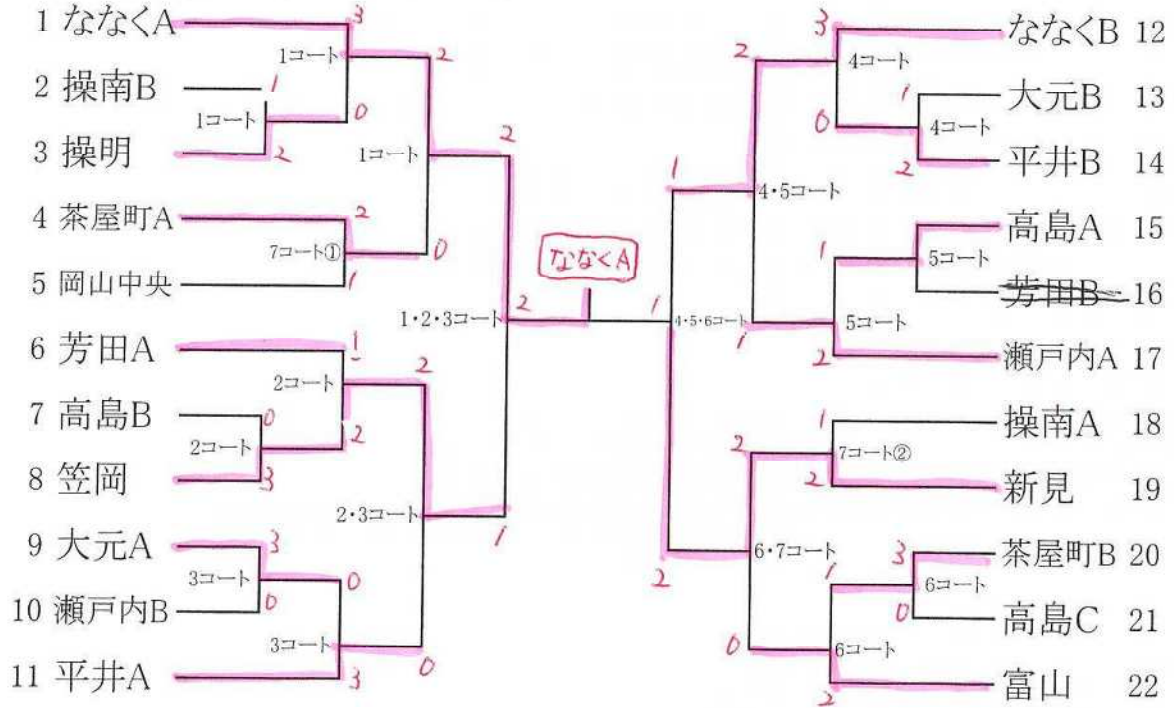 1 ななくA 3
1コート 2
2 操南B 1
1コート 0
3 操明 2
1コート 2
4 茶屋町A 2
7コート① 0
5 岡山中央 1
1・2・3コート 2
6 芳田A 1
2コート 2
7 高島B 0
2コート 2
8 笠岡 3
2・3コート 1
9 大元A 3
3コート 0
10 瀬戸内B 0
3コート 0
11 平井A 3
ななくA
3 ななくB 12
2 4コート
1 大元B 13
0 4コート
2 平井B 14
1 4・5コート
高島A 15
1 5コート
芳田B 16
1 4・5・6コート
1 5コート
2 瀬戸内A 17
1 操南A 18
2 7コート②
2 新見 19
2 6・7コート
3 茶屋町B 20
1 6コート
0 高島C 21
0 6コート
2 富山 22